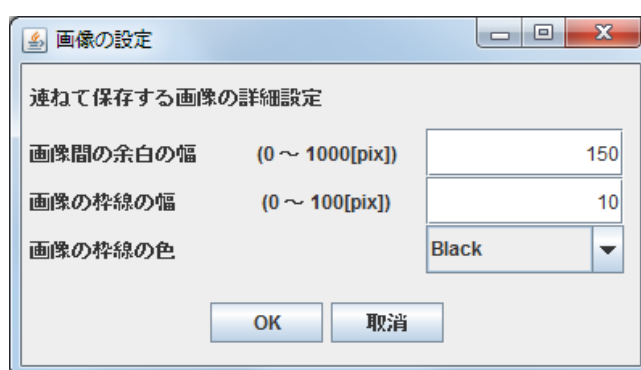 画像の設定
連ねて保存する画像の詳細設定
画像間の余白の幅 (0 ～ 1000[pix]) 150
画像の枠線の幅 (0 ～ 100[pix]) 10
画像の枠線の色 Black
OK 取消